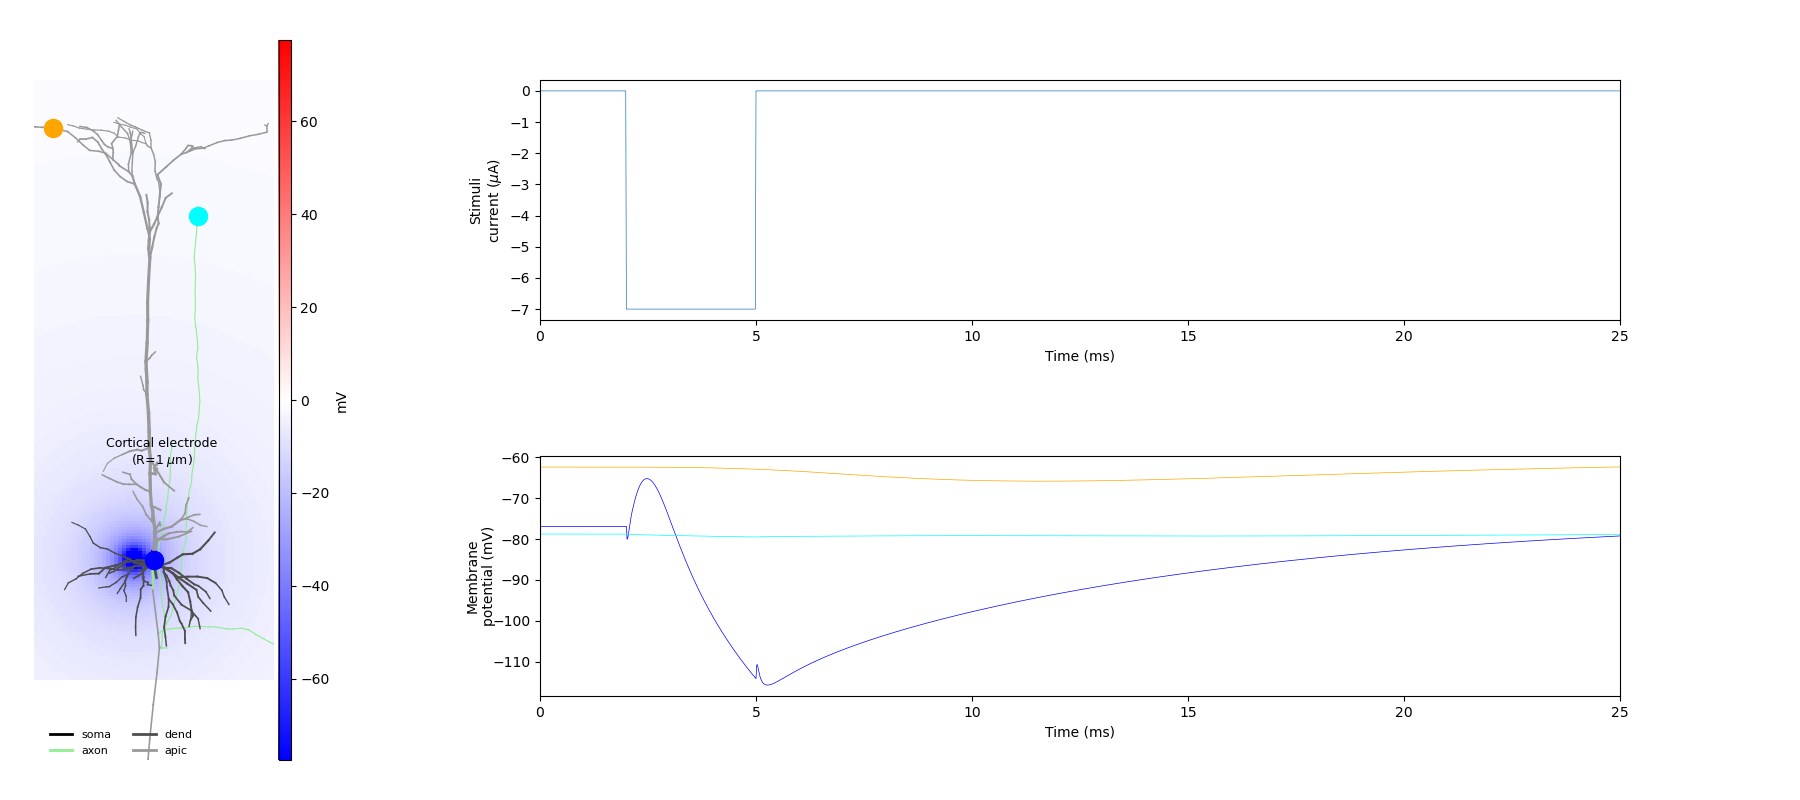 60
40
20
0
−20
−40
−60
mV
Cortical electrode
(R=1 μm)
soma
axon
dend
apic
0
−1
−2
−3
−4
−5
−6
−7
Stimuli
current (μA)
0
5
10
15
20
25
Time (ms)
−60
−70
−80
−90
−100
−110
Membrane
potential (mV)
0
5
10
15
20
25
Time (ms)